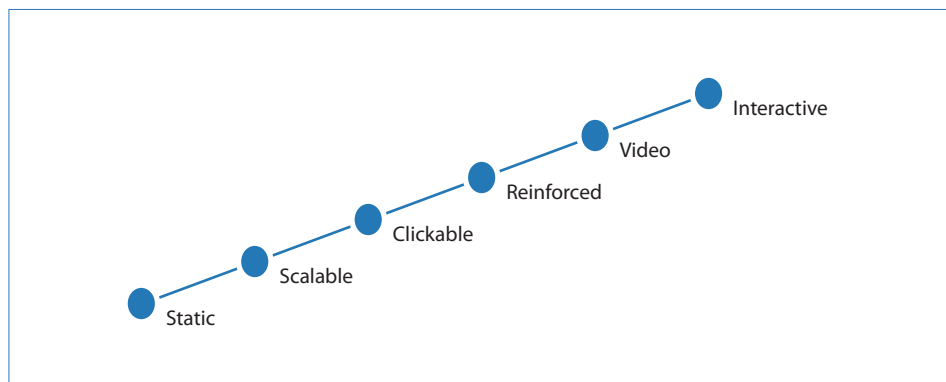 Interactive
Video
Reinforced
Clickable
Scalable
Static